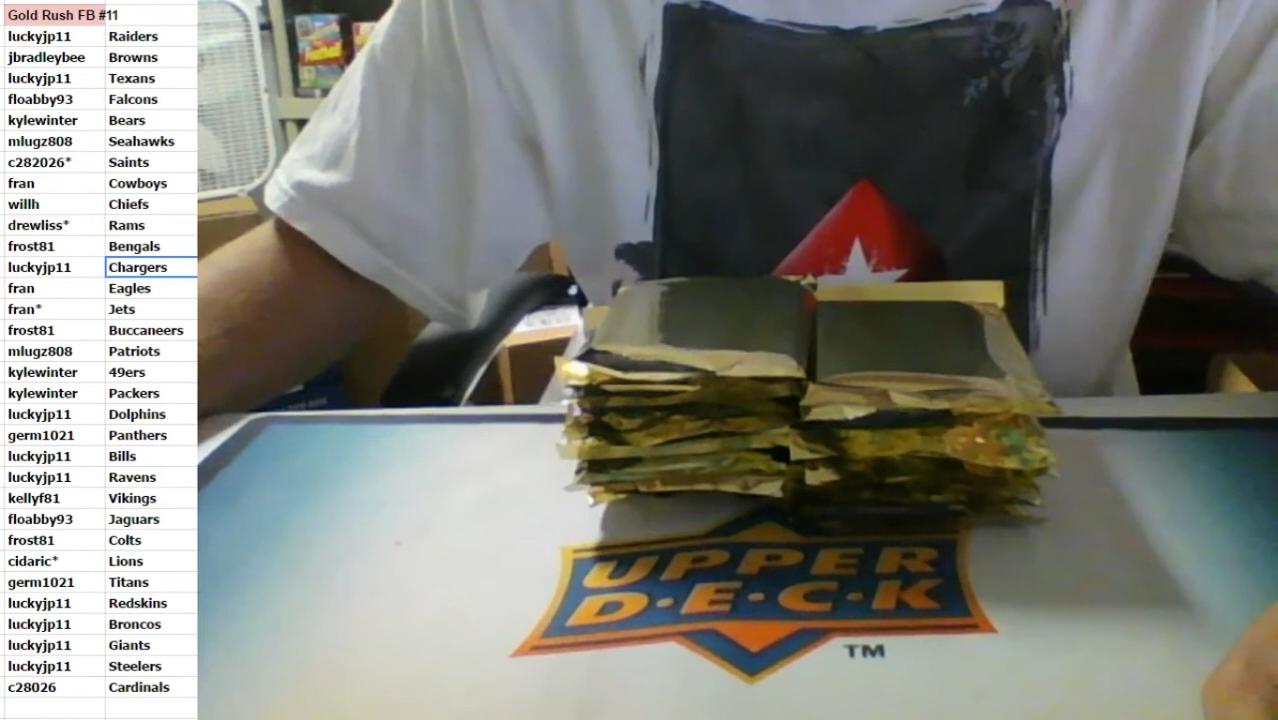 Gold Rush FB #11
luckyjp11 Raiders
jbradleybee Browns
luckyjp11 Texans
floabby93 Falcons
kylewinter Bears
mlugz808 Seahawks
c282026* Saints
fran Cowboys
willh Chiefs
drewliss* Rams
frost81 Bengals
luckyjp11 Chargers
fran Eagles
fran* Jets
frost81 Buccaneers
mlugz808 Patriots
kylewinter 49ers
kylewinter Packers
luckyjp11 Dolphins
germ1021 Panthers
luckyjp11 Bills
luckyjp11 Ravens
kellyf81 Vikings
floabby93 Jaguars
frost81 Colts
cidaric* Lions
germ1021 Titans
luckyjp11 Redskins
luckyjp11 Broncos
luckyjp11 Giants
luckyjp11 Steelers
c28026 Cardinals
UPPER
D·E·C·K
TM